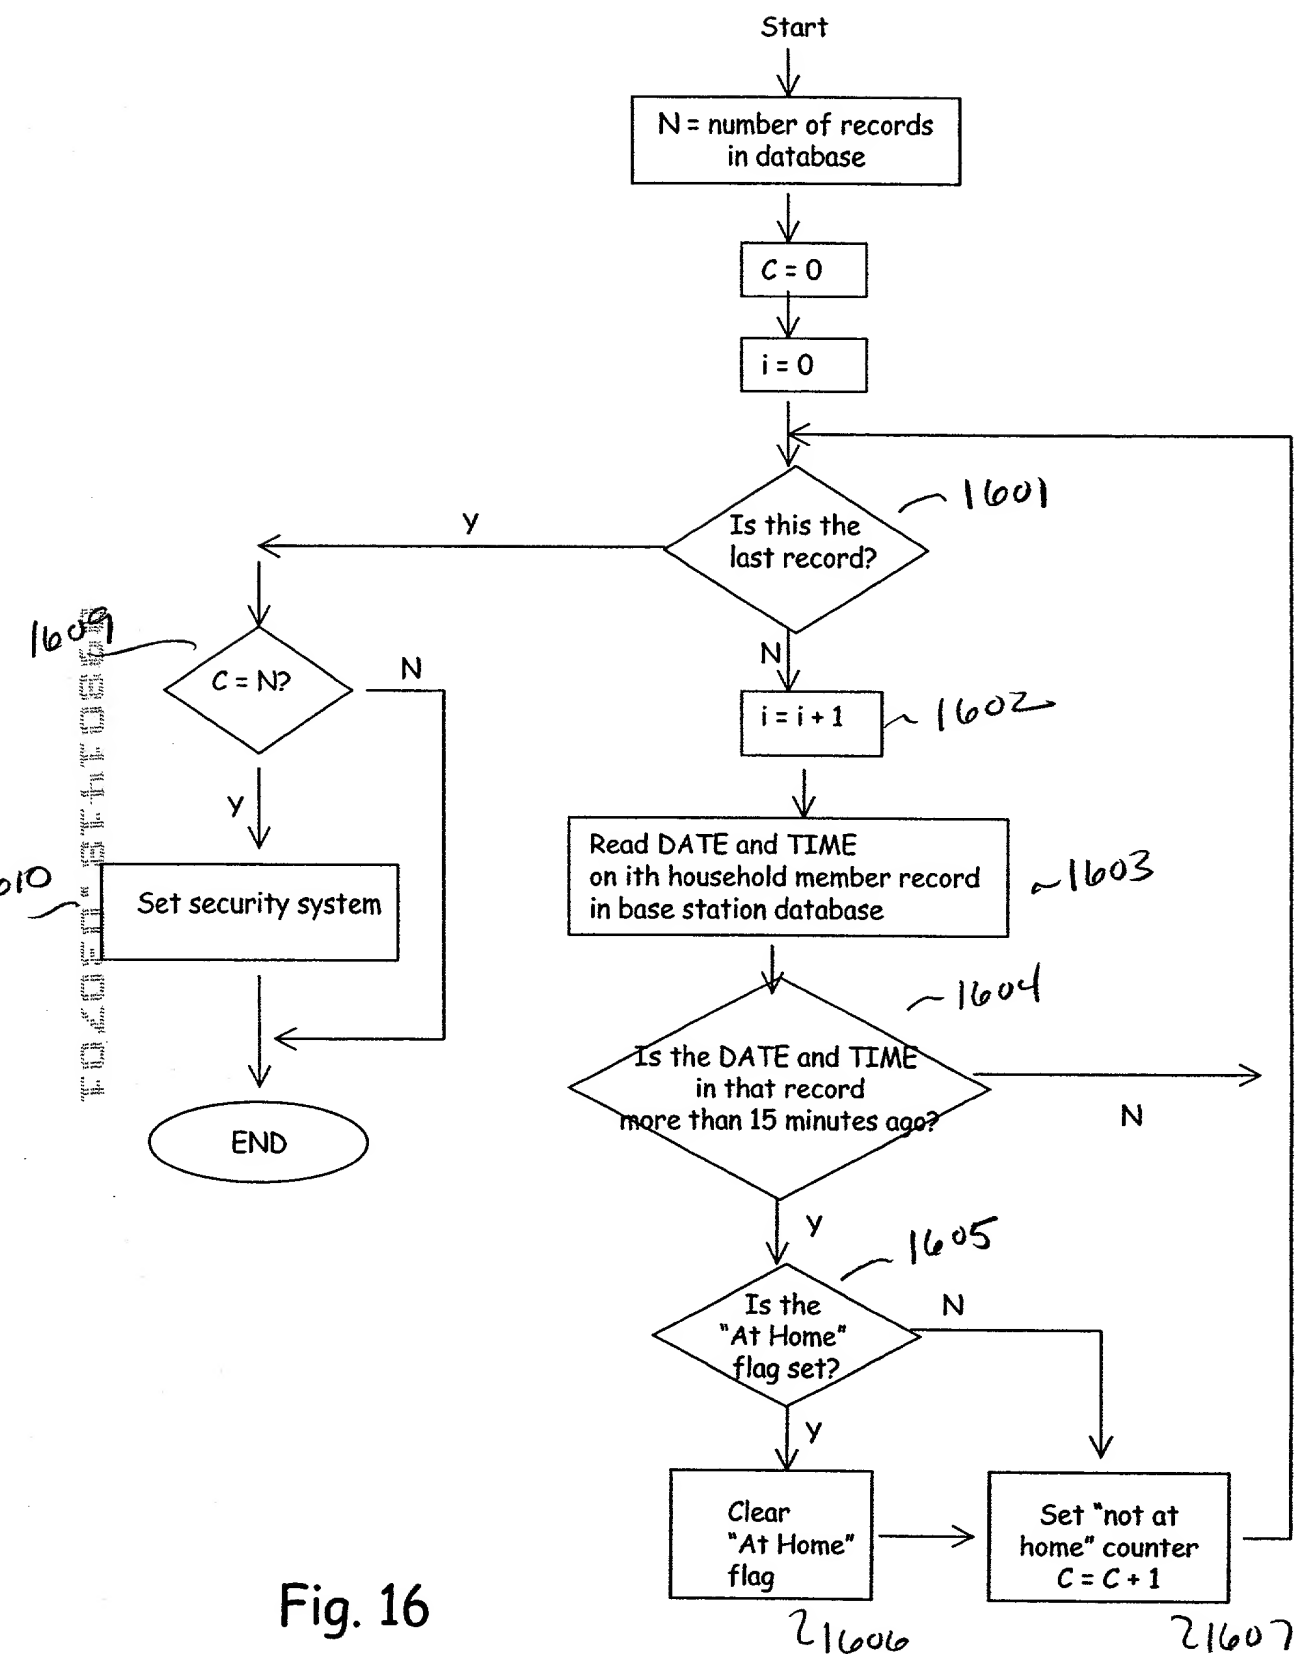 Start
N = number of records
in database
C = 0
i = 0
1601
Is this the
last record?
Y
N
1609
C = N?
N
Y
i = i + 1
1602
Read DATE and TIME
on ith household member record
in base station database
1603
010
Set security system
1604
Is the DATE and TIME
in that record
more than 15 minutes ago?
N
END
Y
1605
Is the
"At Home"
flag set?
N
Y
Clear
"At Home"
flag
Set "not at
home" counter
C = C + 1
1606
1607
Fig. 16